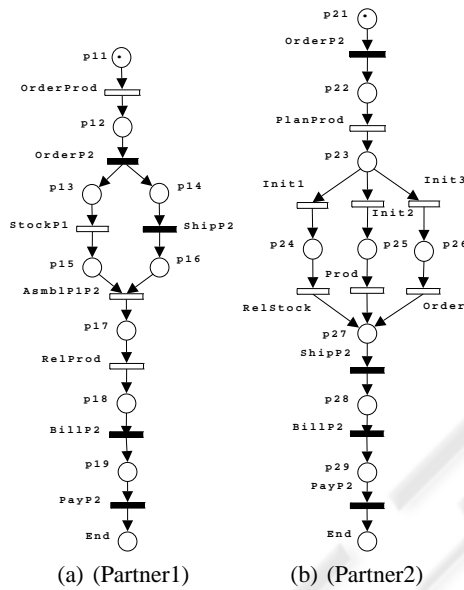 p11
OrderProd
p12
OrderP2
p13
p14
StockP1
ShipP2
p15
p16
AsmblP1P2
p17
RelProd
p18
BillP2
p19
PayP2
End
(a) (Partner1)
p21
OrderP2
p22
PlanProd
p23
Init1
Init2
Init3
p24
p25
p26
Prod
RelStock
Order
p27
ShipP2
p28
BillP2
p29
PayP2
End
(b) (Partner2)